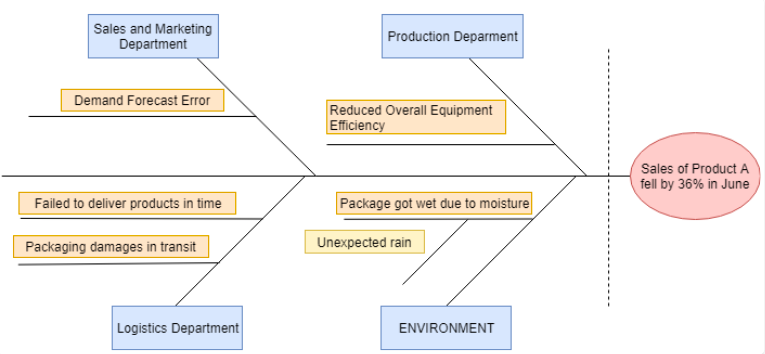 Sales and Marketing
Department
Production Deparment
Demand Forecast Error
Reduced Overall Equipment
Efficiency
Sales of Product A
fell by 36% in June
Failed to deliver products in time
Package got wet due to moisture
Packaging damages in transit
Unexpected rain
Logistics Department
ENVIRONMENT